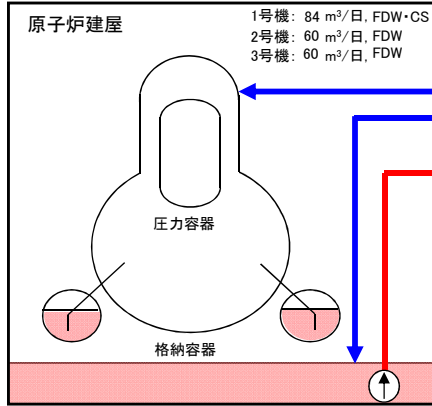 原子炉建屋
1号機: 84 m³/日, FDW・CS
2号機: 60 m³/日, FDW
3号機: 60 m³/日, FDW
圧力容器
格納容器